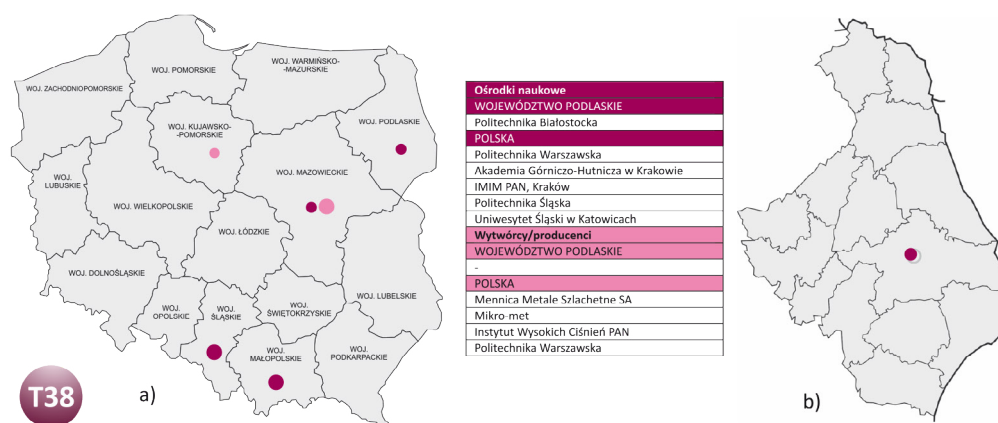 WOJ. POMORSKIE
WOJ. WARMIŃSKO-
MAZURSKIE
WOJ. ZACHODNIOPOMORSKIE
WOJ. KUJAWSKO-
-POMORSKIE
WOJ. PODLASKIE
WOJ. MAZOWIECKIE
WOJ.
LUBUSKIE
WOJ. WIELKOPOLSKIE
WOJ. ŁÓDZKIE
WOJ. DOLNOŚLĄSKIE
WOJ. LUBELSKIE
WOJ.
OPOLSKIE
WOJ.
ŚLĄSKIE
WOJ.
ŚWIĘTOKRZYSKIE
WOJ.
MAŁOPOLSKIE
WOJ.
PODKARPACKIE
T38
a)
Ośrodki naukowe
WOJEWÓDZTWO PODLASKIE
Politechnika Białostocka
POLSKA
Politechnika Warszawska
Akademia Górniczo-Hutnicza w Krakowie
IMIM PAN, Kraków
Politechnika Śląska
Uniwesytet Śląski w Katowicach
Wytwórcy/producenci
WOJEWÓDZTWO PODLASKIE
-
POLSKA
Mennica Metale Szlachetne SA
Mikro-met
Instytut Wysokich Ciśnień PAN
Politechnika Warszawska
b)